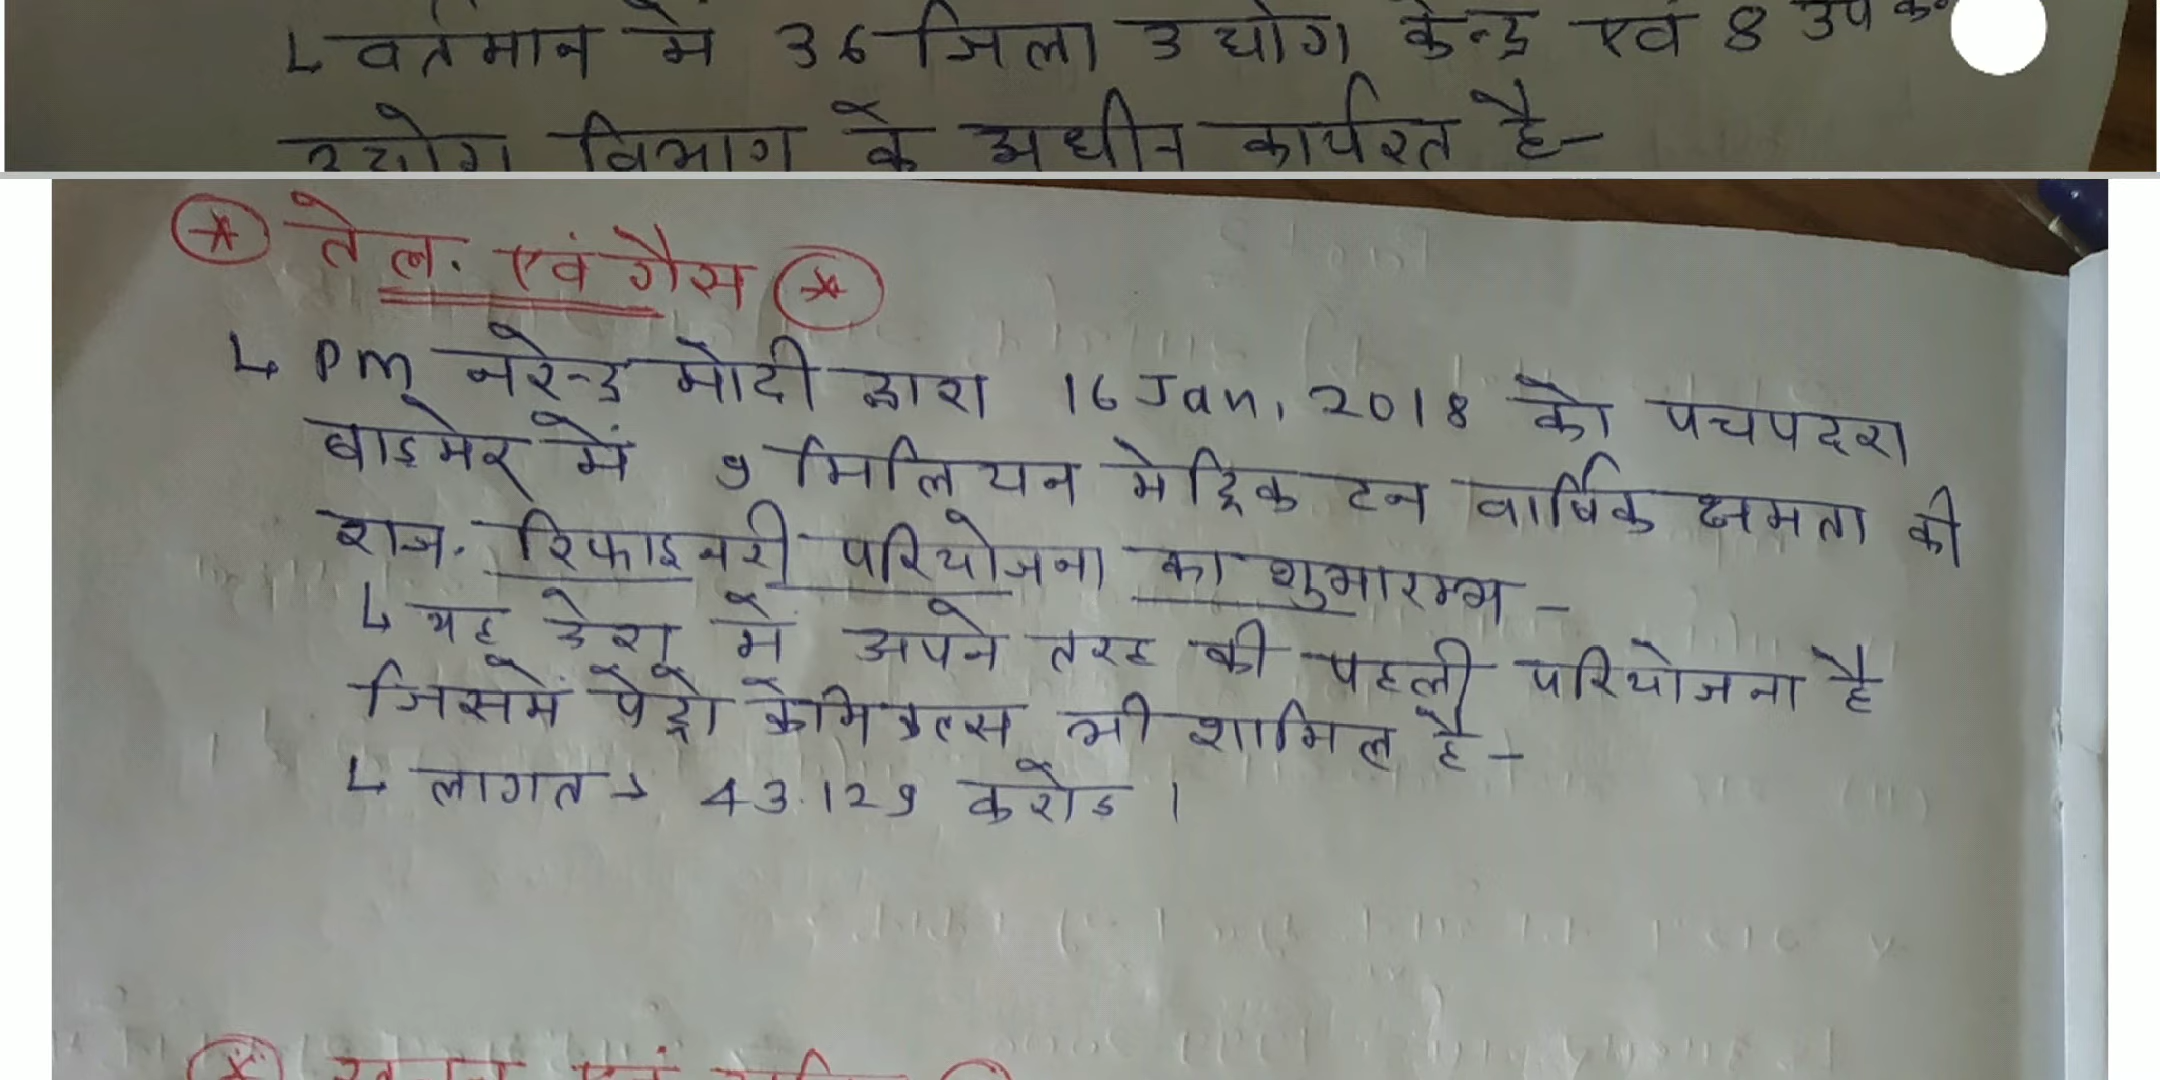 ↳ वर्तमान में 36 जिला उद्योग केन्द्र एवं 8 उप
उद्योग विभाग के अधीन कार्यरत है-
* तेल. एवं गैस *
↳ PM नरेन्द्र मोदी द्वारा 16 Jan, 2018 को पचपदरा
बाड़मेर में 9 मिलियन मेट्रिक टन वार्षिक क्षमता की
राज. रिफाइनरी परियोजना का शुभारम्भ -
↳ यह देश में अपने तरह की पहली परियोजना है
जिसमें पेट्रो केमिकल्स भी शामिल है -
↳ लागत → 43.129 करोड़ ।
एवं